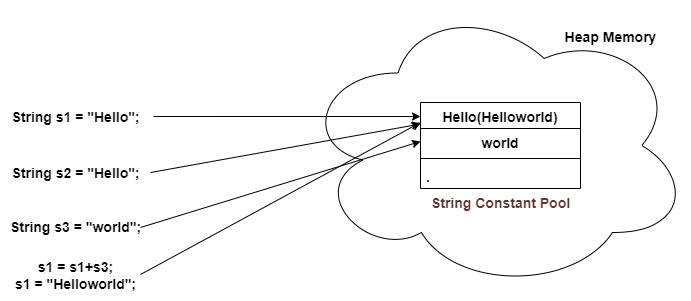 Heap Memory
String s1 = "Hello";
Hello(Helloworld)
world
String s2 = "Hello";
.
String Constant Pool
String s3 = "world";
s1 = s1+s3;
s1 = "Helloworld";